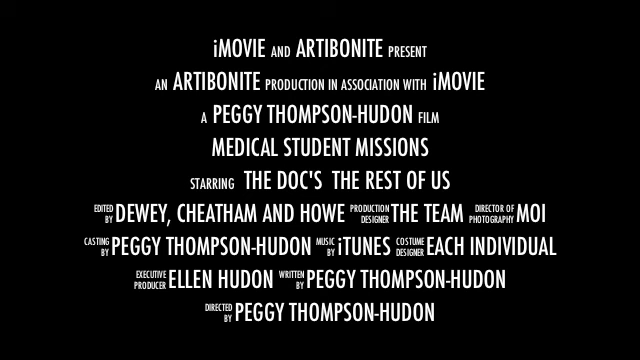 iMOVIE AND ARTIBONITE PRESENT
AN ARTIBONITE PRODUCTION IN ASSOCIATION WITH iMOVIE
A PEGGY THOMPSON-HUDON FILM
MEDICAL STUDENT MISSIONS
STARRING THE DOC'S THE REST OF US
EDITED BY DEWEY, CHEATHAM AND HOWE PRODUCTION DESIGNER THE TEAM DIRECTOR OF PHOTOGRAPHY MOI
CASTING BY PEGGY THOMPSON-HUDON MUSIC BY iTUNES COSTUME DESIGNER EACH INDIVIDUAL
EXECUTIVE PRODUCER ELLEN HUDON WRITTEN BY PEGGY THOMPSON-HUDON
DIRECTED BY PEGGY THOMPSON-HUDON